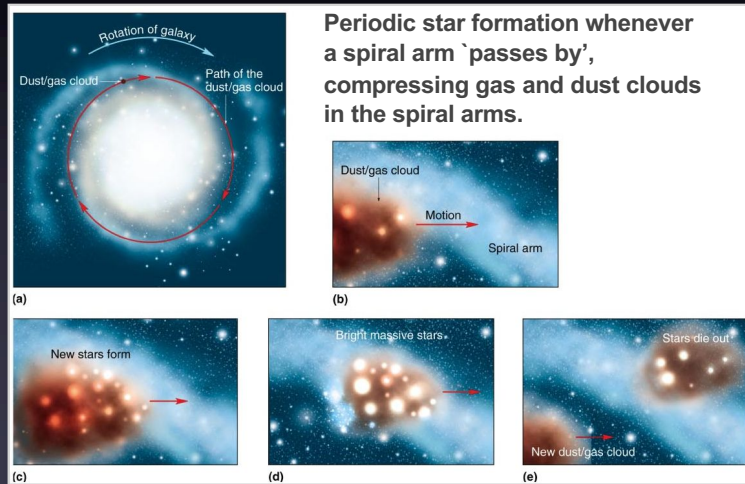 Periodic star formation whenever
a spiral arm `passes by',
compressing gas and dust clouds
in the spiral arms.
Rotation of galaxy
Dust/gas cloud
Path of the
dust/gas cloud
(a)
Dust/gas cloud
Motion
Spiral arm
(b)
New stars form
(c)
Bright massive stars
(d)
Stars die out
New dust/gas cloud
(e)